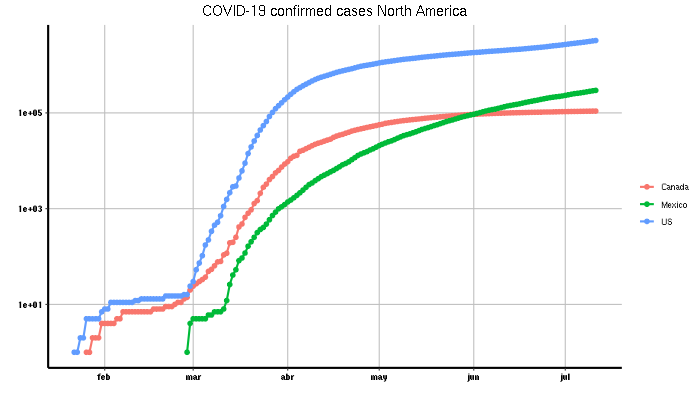 COVID-19 confirmed cases North America
1e+05
1e+03
1e+01
Canada
Mexico
US
feb mar abr may jun jul